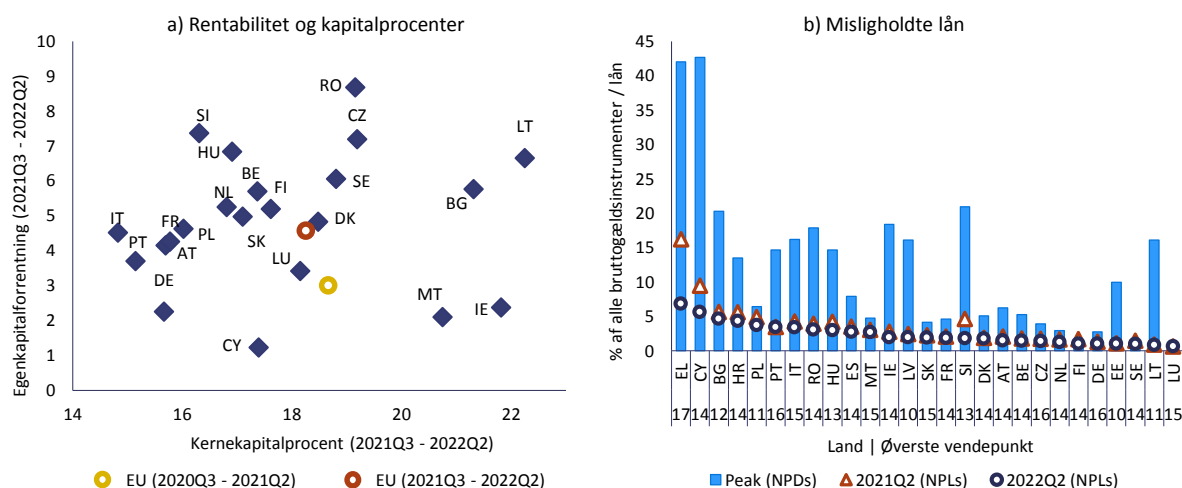 a) Rentabilitet og kapitalprocenter
Egenkapitalforrentning (2021Q3 - 2022Q2)
10
9
8
7
6
5
4
3
2
1
0
RO
SI
CZ
LT
HU
BE
FI
SE
NL
BG
IT
FR
PL
DK
PT
AT
SK
DE
LU
MT
IE
CY
14 16 18 20 22
Kernekapitalprocent (2021Q3 - 2022Q2)
EU (2020Q3 - 2021Q2) EU (2021Q3 - 2022Q2)
b) Misligholdte lån
% af alle bruttogældsinstrumenter / lån
45
40
35
30
25
20
15
10
5
0
EL CY BG HR PL PT IT RO HU ES MT IE LV SK FR SI DK AT BE CZ NL FI DE EE SE LT LU
17 14 12 14 11 16 15 14 13 14 15 14 10 15 14 13 14 14 14 16 14 14 16 10 14 11 15
Land | Øverste vendepunkt
Peak (NPDs) 2021Q2 (NPLs) 2022Q2 (NPLs)